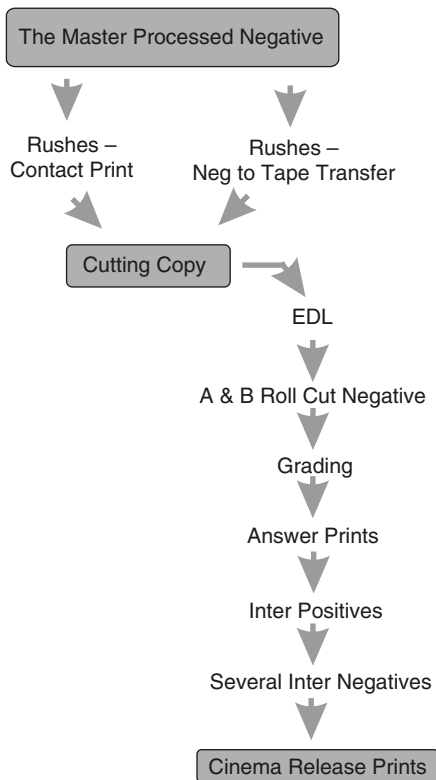 The Master Processed Negative
Rushes –
Contact Print
Rushes –
Neg to Tape Transfer
Cutting Copy
EDL
A & B Roll Cut Negative
Grading
Answer Prints
Inter Positives
Several Inter Negatives
Cinema Release Prints